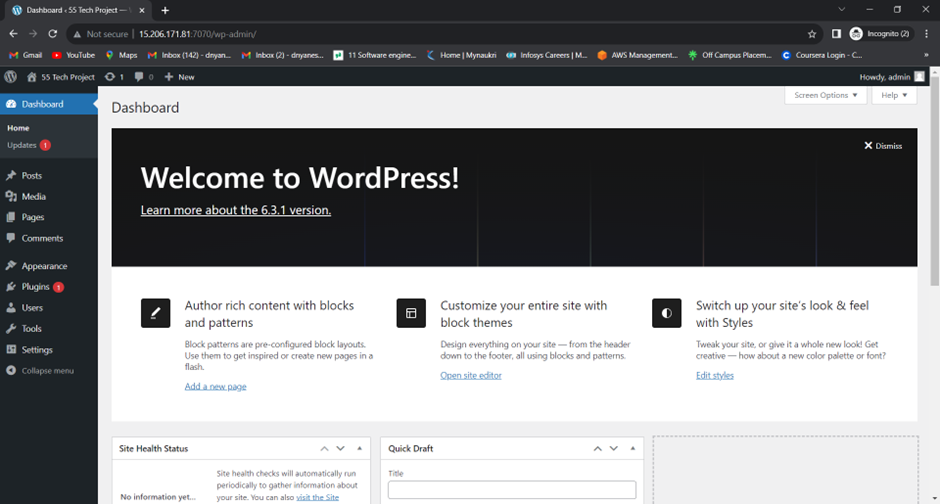 Dashboard ‹ 55 Tech Project — W
Not secure | 15.206.171.81:7070/wp-admin/
Incognito (2)
Gmail
YouTube
Maps
Inbox (142) - dnyan...
Inbox (2) - dnyanes...
11 Software engine...
Home | Mynaukri
Infosys Careers | M...
AWS Management...
Off Campus Placem...
Coursera Login - C...
»
55 Tech Project
1
0
New
Howdy, admin
Dashboard
Home
Updates 1
Posts
Media
Pages
Comments
Appearance
Plugins 1
Users
Tools
Settings
Collapse menu
Dashboard
Screen Options
Help
Dismiss
Welcome to WordPress!
Learn more about the 6.3.1 version.
Author rich content with blocks
and patterns
Block patterns are pre-configured block layouts.
Use them to get inspired or create new pages in a
flash.
Add a new page
Customize your entire site with
block themes
Design everything on your site — from the header
down to the footer, all using blocks and patterns.
Open site editor
Switch up your site's look & feel
with Styles
Tweak your site, or give it a whole new look! Get
creative — how about a new color palette or font?
Edit styles
Site Health Status
No information yet...
Site health checks will automatically run
periodically to gather information about
your site. You can also visit the Site
Quick Draft
Title